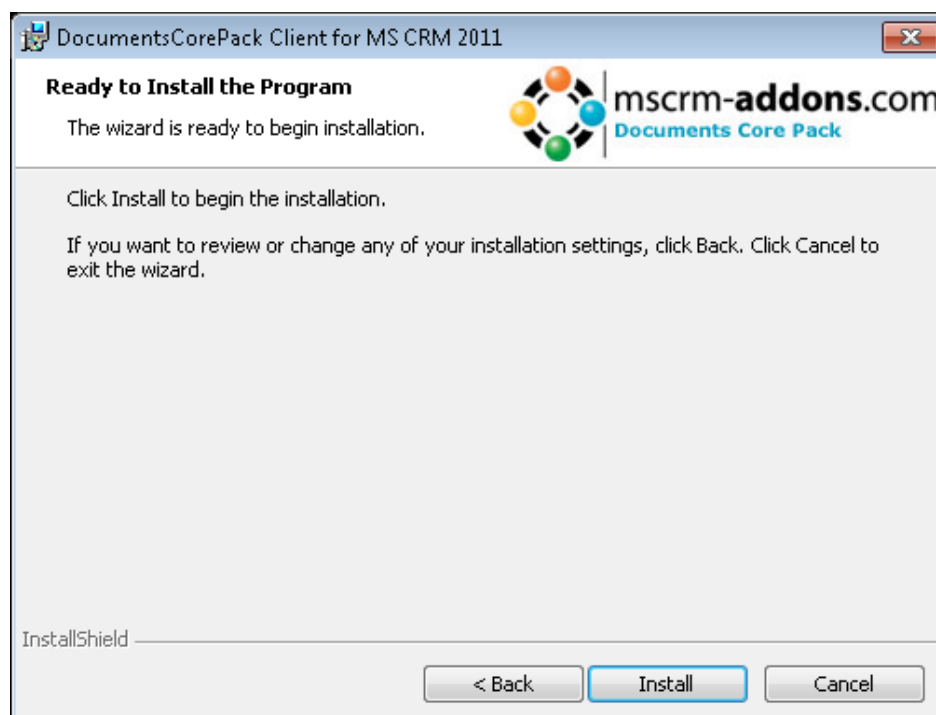 DocumentsCorePack Client for MS CRM 2011
Ready to Install the Program
The wizard is ready to begin installation.
mscrm-addons.com
Documents Core Pack
Click Install to begin the installation.
If you want to review or change any of your installation settings, click Back. Click Cancel to
exit the wizard.
InstallShield
< Back
Install
Cancel